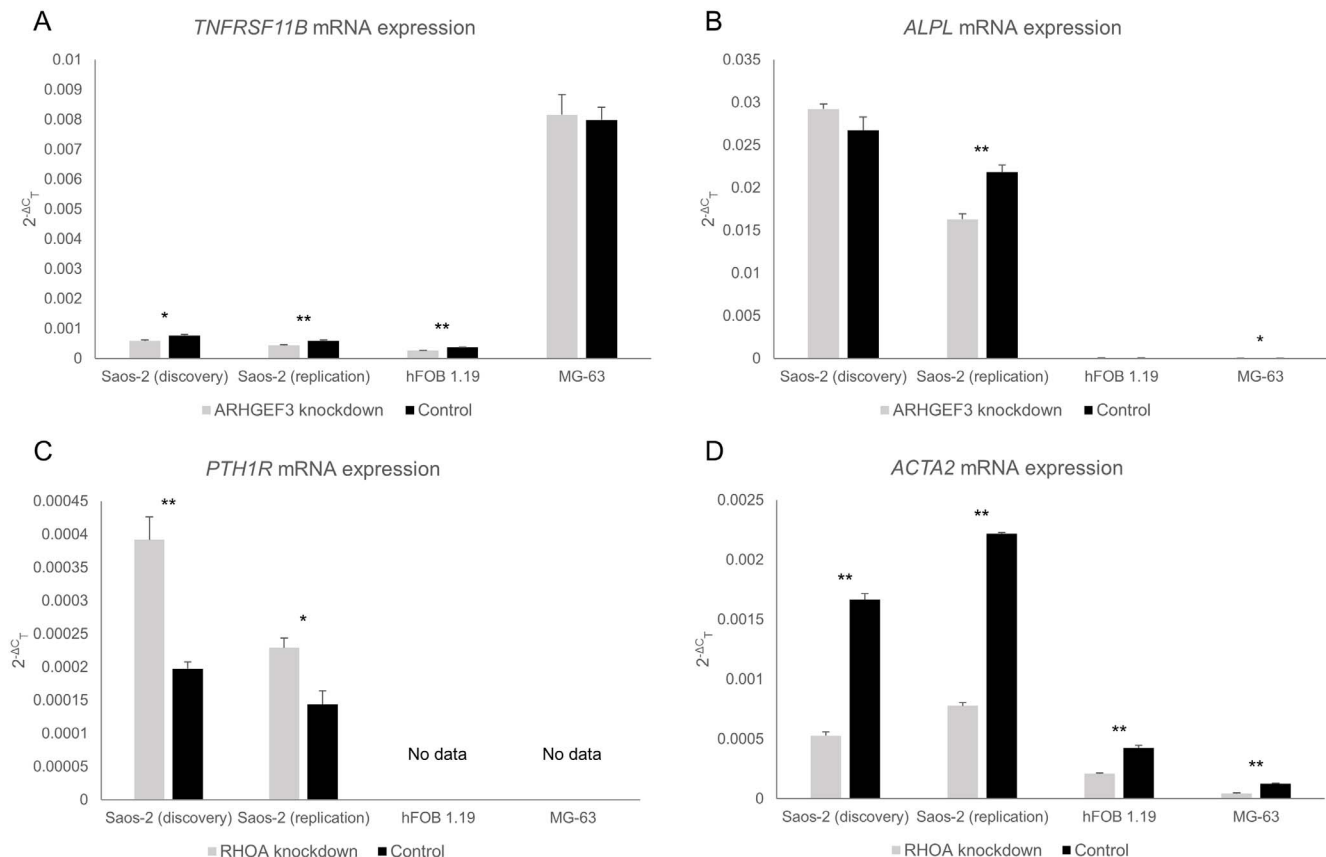 A
TNFRSF11B mRNA expression
0.01
0.009
0.008
0.007
0.006
0.005
0.004
0.003
0.002
0.001
0
2-ΔCT
*
**
**
Saos-2 (discovery) Saos-2 (replication) hFOB 1.19 MG-63
ARHGEF3 knockdown Control
B
ALPL mRNA expression
0.035
0.03
0.025
0.02
0.015
0.01
0.005
0
2-ΔCT
**
*
Saos-2 (discovery) Saos-2 (replication) hFOB 1.19 MG-63
ARHGEF3 knockdown Control
C
PTH1R mRNA expression
0.00045
0.0004
0.00035
0.0003
0.00025
0.0002
0.00015
0.0001
0.00005
0
2-ΔCT
**
*
No data No data
Saos-2 (discovery) Saos-2 (replication) hFOB 1.19 MG-63
RHOA knockdown Control
D
ACTA2 mRNA expression
0.0025
0.002
0.0015
0.001
0.0005
0
2-ΔCT
**
**
**
**
Saos-2 (discovery) Saos-2 (replication) hFOB 1.19 MG-63
RHOA knockdown Control